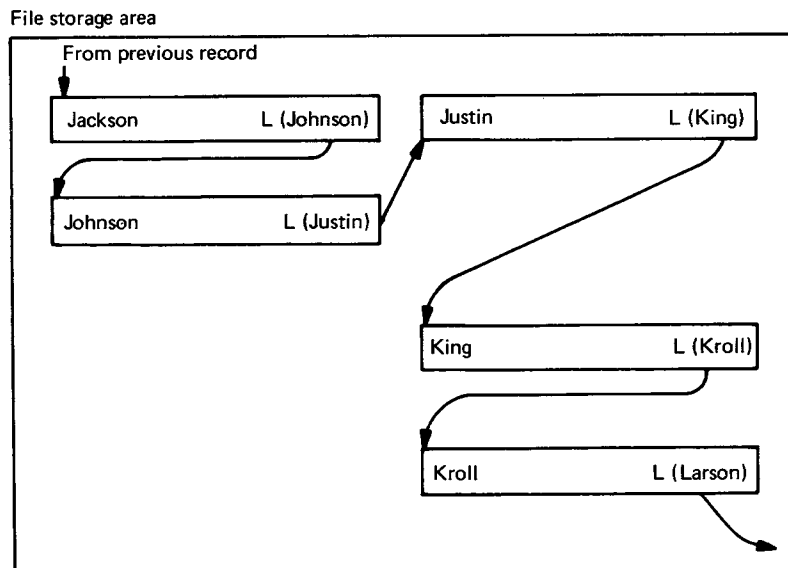 File storage area
From previous record
Jackson L (Johnson)
Johnson L (Justin)
Justin L (King)
King L (Kroll)
Kroll L (Larson)